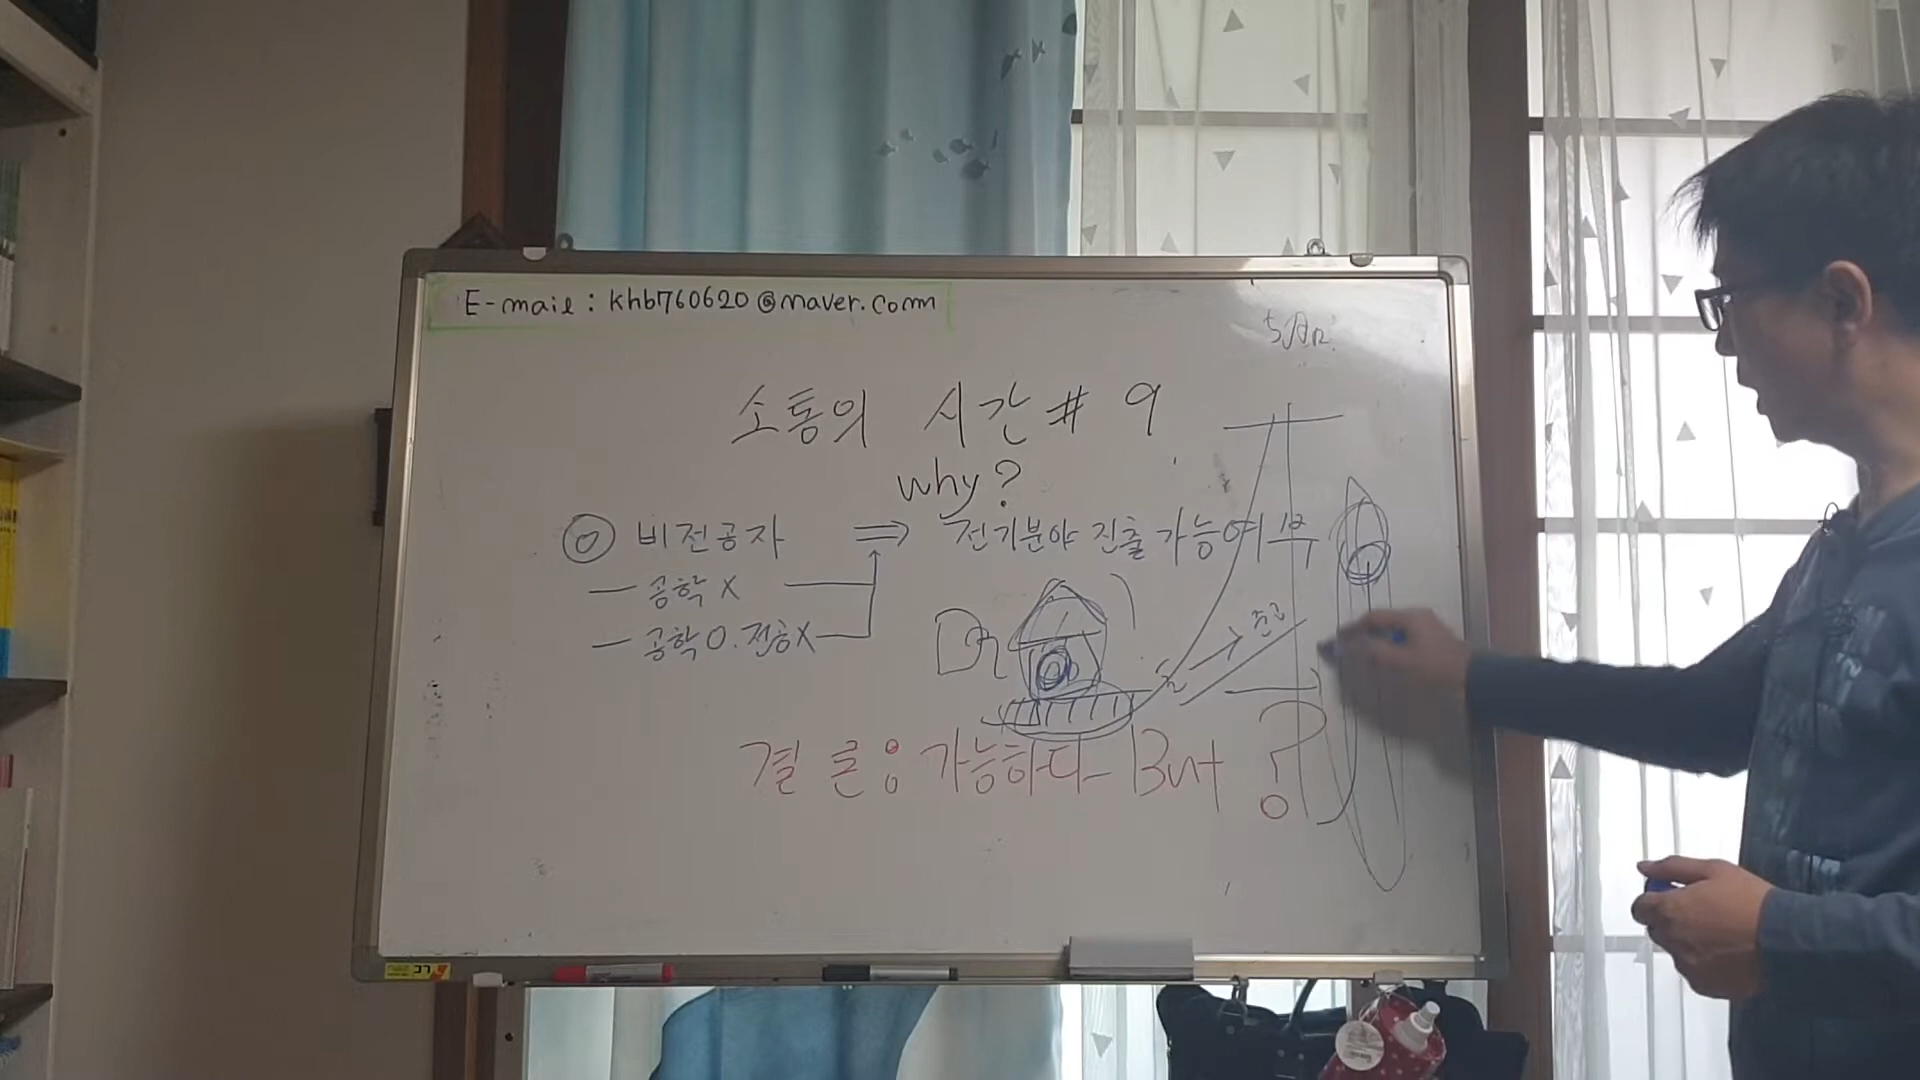 E-mail : khb760620@naver.com
소통의 시간 # 9
why?
◎ 비전공자 ⇒ 전기분야 진출 가능여부
― 공학 X
― 공학 O. 전공X
결론 : 가능하다 But ?